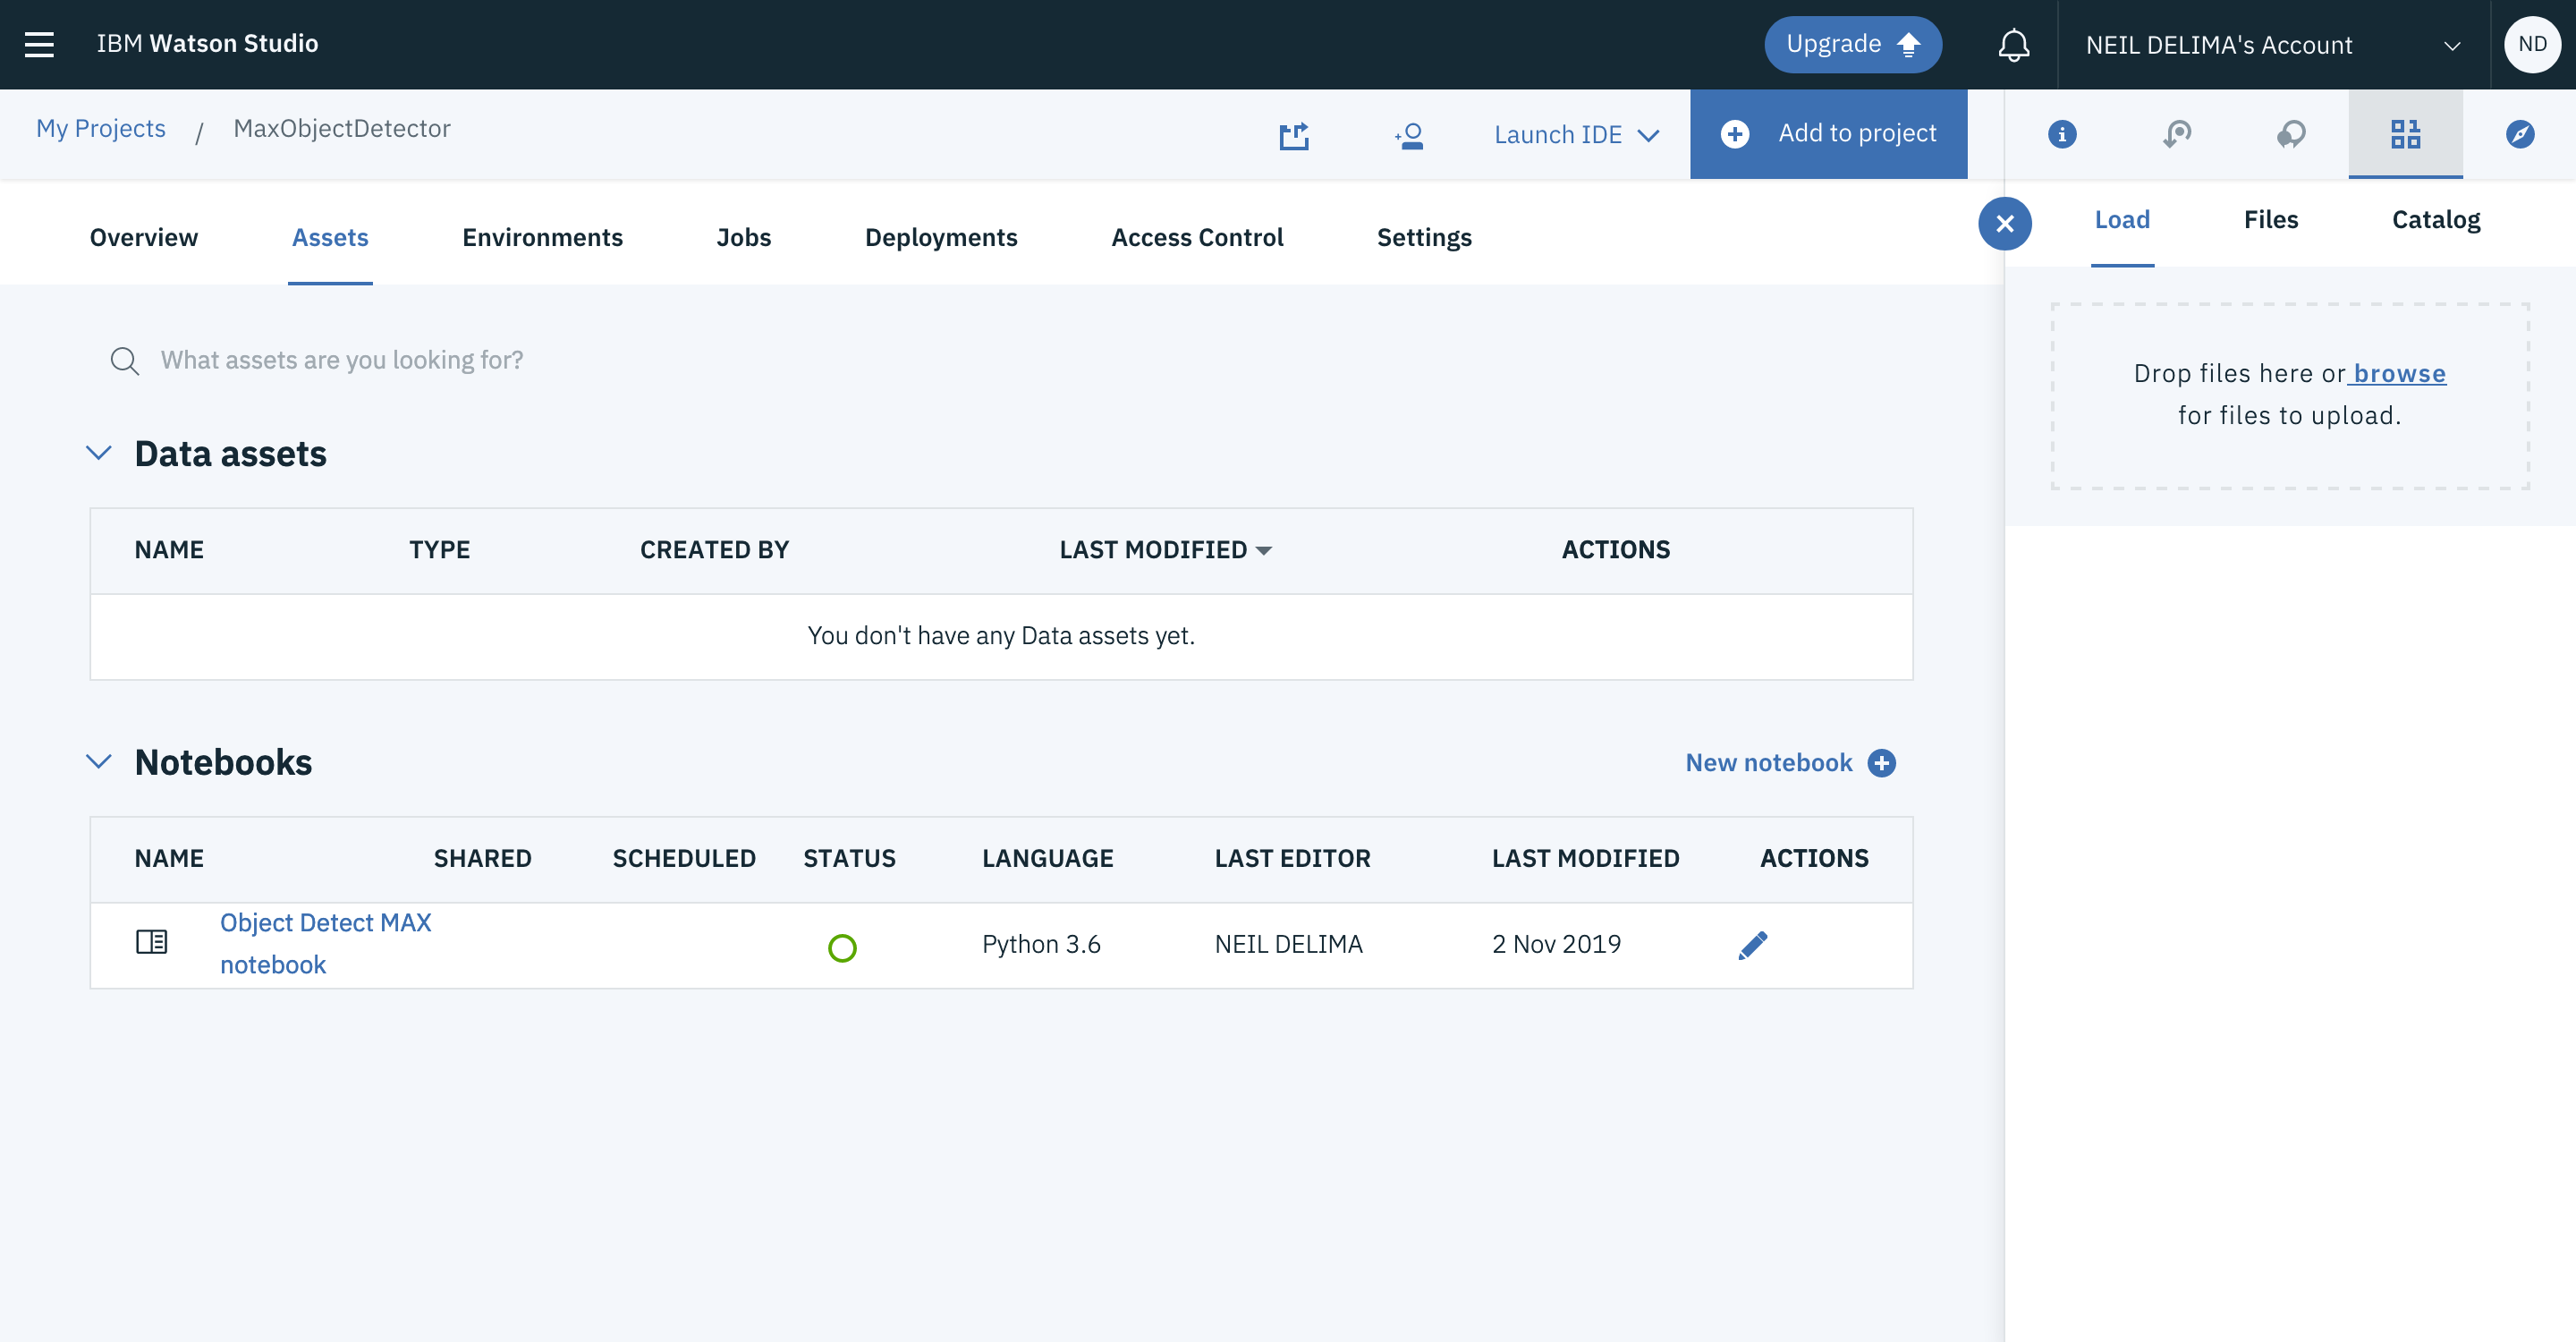 IBM Watson Studio
Upgrade
NEIL DELIMA's Account
ND
My Projects / MaxObjectDetector
Launch IDE
Add to project
Overview
Assets
Environments
Jobs
Deployments
Access Control
Settings
Load
Files
Catalog
Drop files here or browse
for files to upload.
What assets are you looking for?
Data assets
NAME
TYPE
CREATED BY
LAST MODIFIED
ACTIONS
You don't have any Data assets yet.
Notebooks
New notebook
NAME
SHARED
SCHEDULED
STATUS
LANGUAGE
LAST EDITOR
LAST MODIFIED
ACTIONS
Object Detect MAX
notebook
Python 3.6
NEIL DELIMA
2 Nov 2019